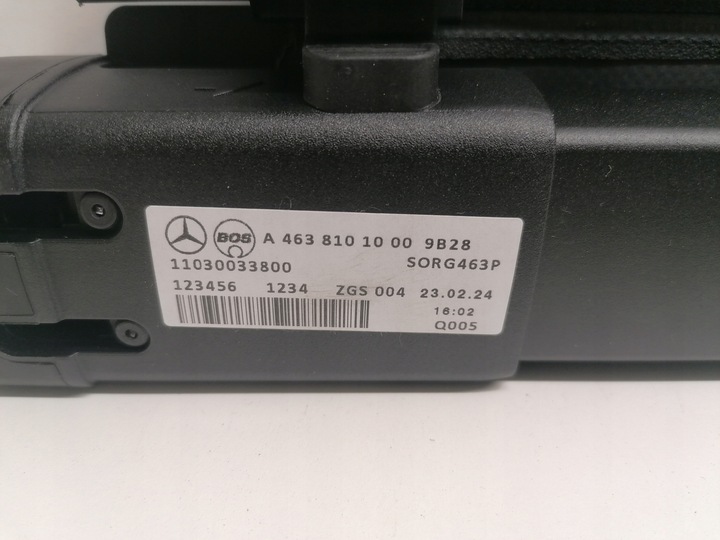 BOS A 463 810 10 00 9B28
11030033800 SORG463P
123456 1234 ZGS 004 23.02.24
16:02
Q005